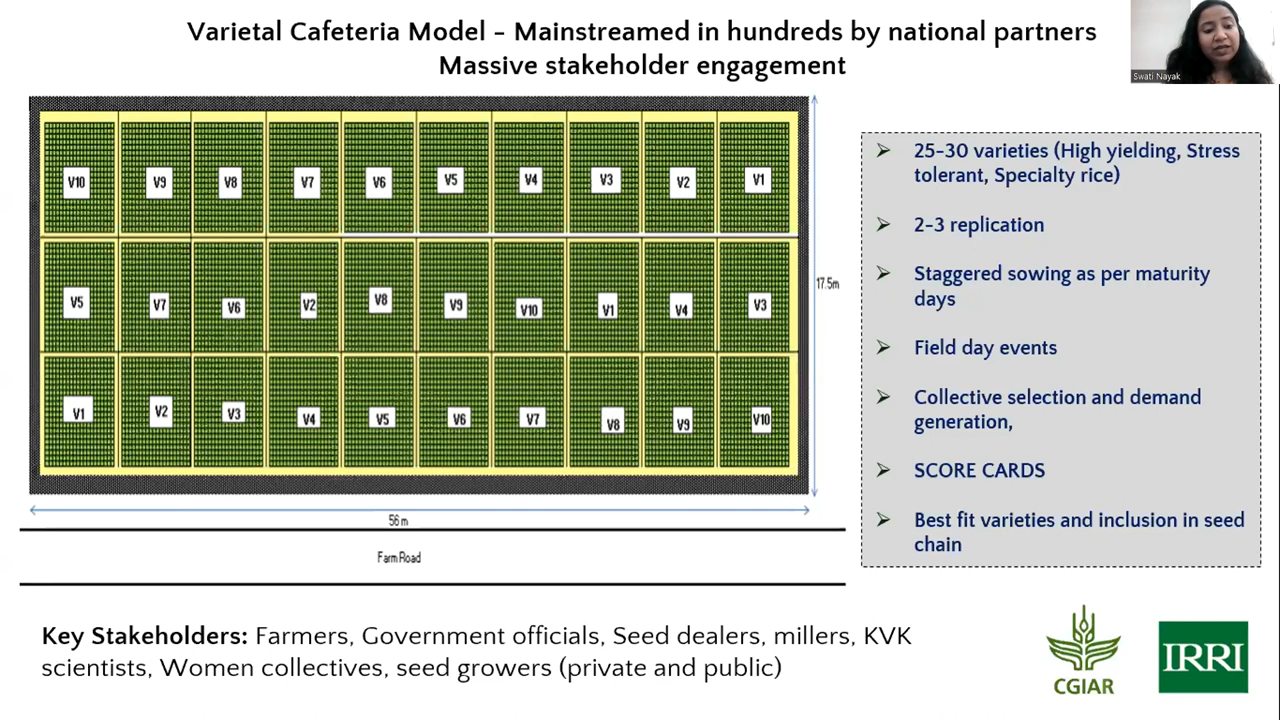 Varietal Cafeteria Model - Mainstreamed in hundreds by national partners
Massive stakeholder engagement
Swati Nayak
V10 V9 V8 V7 V6 V5 V4 V3 V2 V1
V5 V7 V6 V2 V8 V9 V10 V1 V4 V3
V1 V2 V3 V4 V5 V6 V7 V8 V9 V10
17.5m
56m
Farm Road
25-30 varieties (High yielding, Stress
tolerant, Specialty rice)
2-3 replication
Staggered sowing as per maturity
days
Field day events
Collective selection and demand
generation,
SCORE CARDS
Best fit varieties and inclusion in seed
chain
Key Stakeholders: Farmers, Government officials, Seed dealers, millers, KVK
scientists, Women collectives, seed growers (private and public)
CGIAR
IRRI